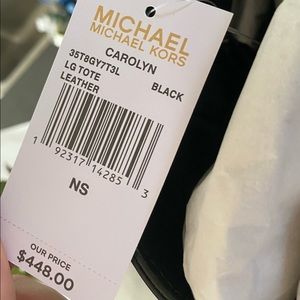 MICHAEL
MICHAEL KORS
CAROLYN
35T8GY7T3L
LG TOTE BLACK
LEATHER
1 92317 14285 3
NS
OUR PRICE
$448.00